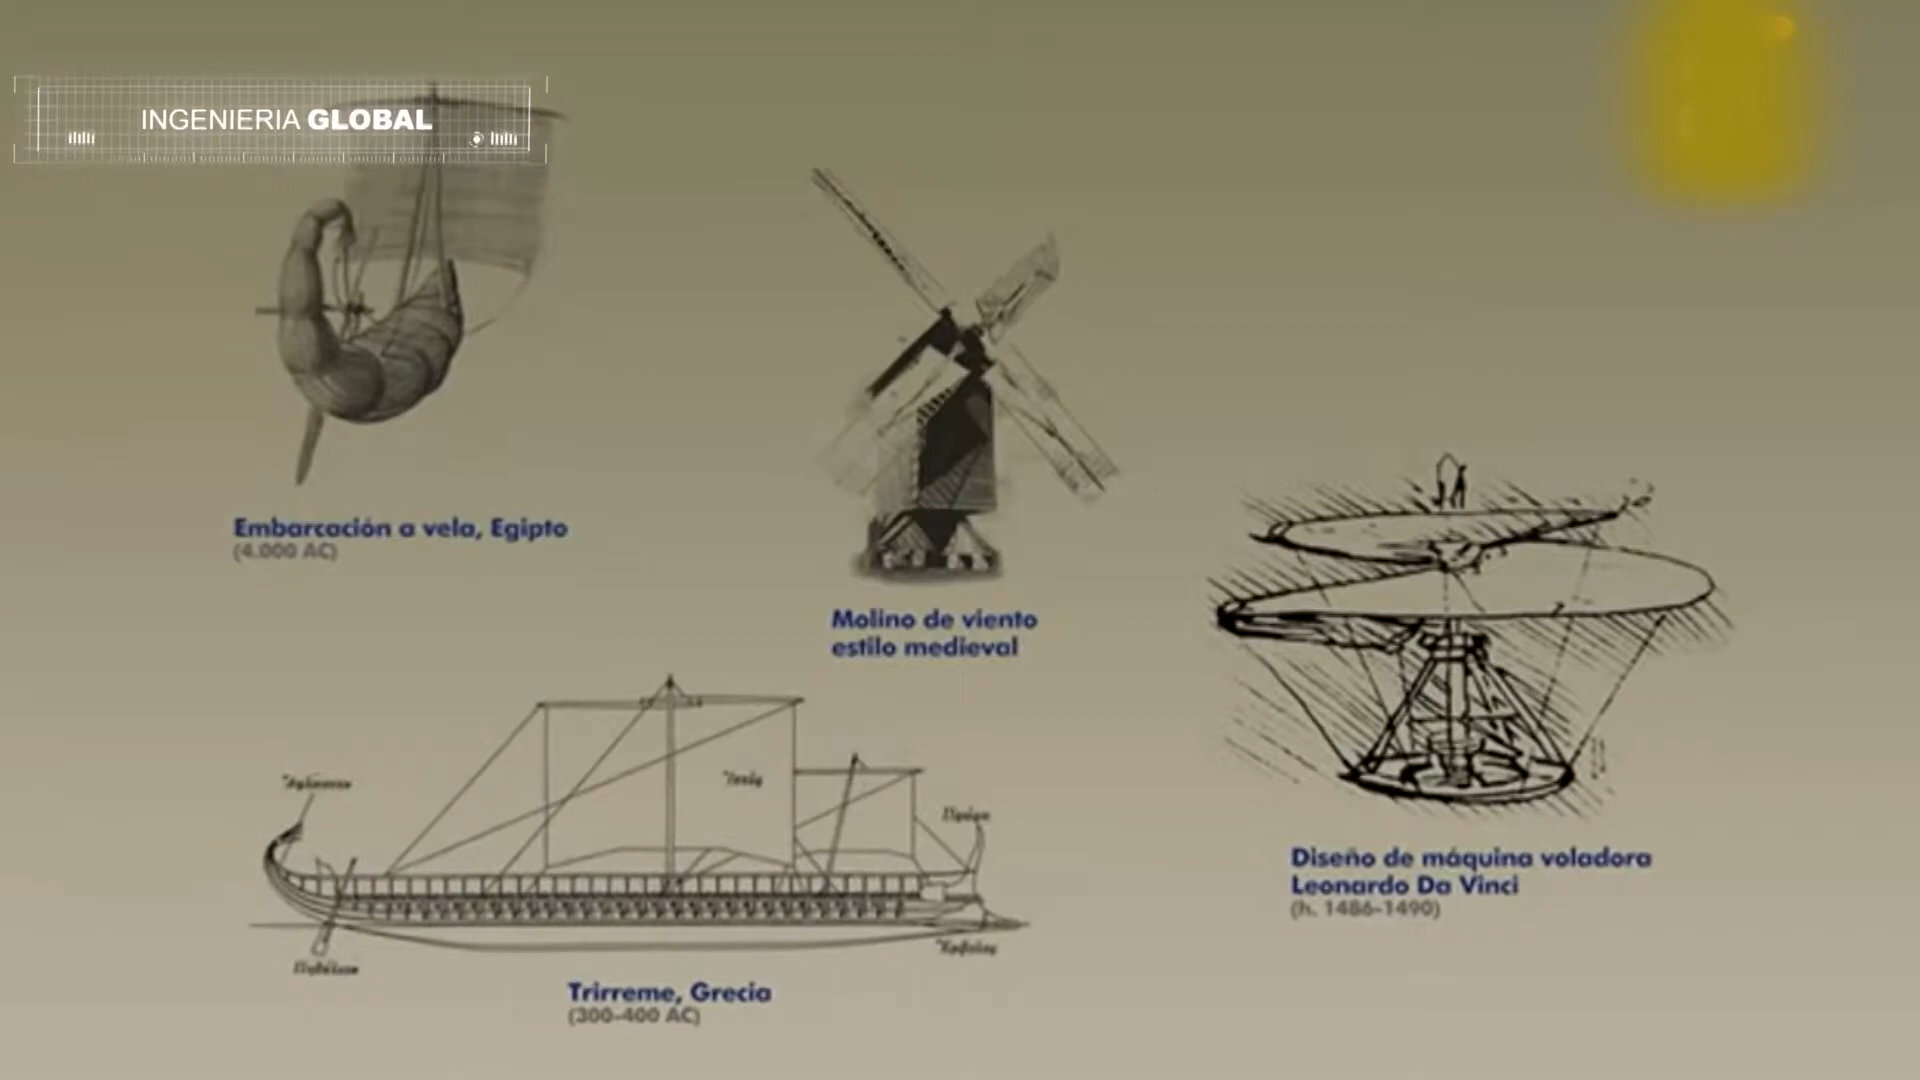 INGENIERIA GLOBAL
Embarcación a vela, Egipto
(4.000 AC)
Molino de viento
estilo medieval
Diseño de máquina voladora
Leonardo Da Vinci
(h. 1486-1490)
Trirreme, Grecia
(300-400 AC)